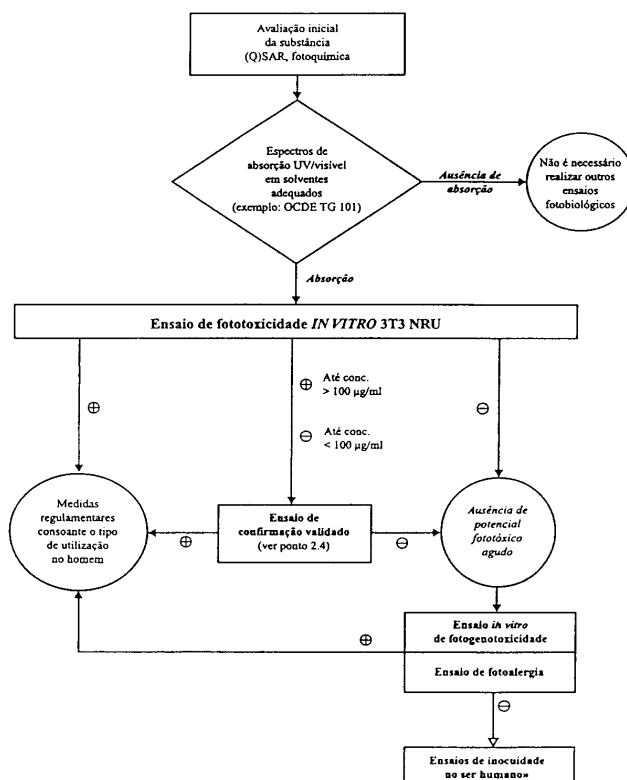 Avaliação inicial
da substância
(Q)SAR, fotoquímica
Espectros de
absorção UV/visível
em solventes
adequados
(exemplo: OCDE TG 101)
Ausência de
absorção
Não é necessário
realizar outros
ensaios
fotobiológicos
Absorção
Ensaio de fototoxicidade IN VITRO 3T3 NRU
⊕
⊕ Até conc.
> 100 µg/ml
⊖
⊖ Até conc.
< 100 µg/ml
Medidas
regulamentares
consoante o tipo
de utilização
no homem
⊕
Ensaio de
confirmação validado
(ver ponto 2.4)
⊖
Ausência de
potencial
fototóxico
agudo
⊕
Ensaio in vitro
de fotogenotoxicidade
Ensaio de fotoalergia
⊖
Ensaios de inocuidade
no ser humano»